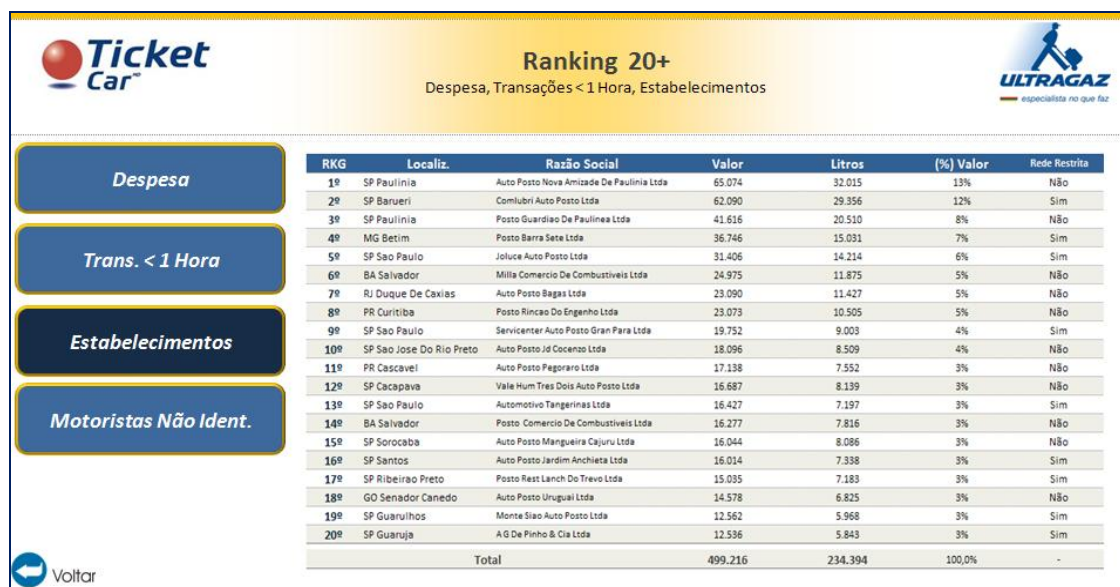 Ticket
Car
Ranking 20+
Despesa, Transações < 1 Hora, Estabelecimentos
ULTRAGAZ
especialista no que faz
Despesa
Trans. < 1 Hora
Estabelecimentos
Motoristas Não Ident.
RKG Localiz. Razão Social Valor Litros (%) Valor Rede Restrita
1º SP Paulinia Auto Posto Nova Amizade De Paulinia Ltda 65.074 32.015 13% Não
2º SP Barueri Comlubri Auto Posto Ltda 62.090 29.356 12% Sim
3º SP Paulinia Posto Guardiao De Paulinea Ltda 41.616 20.510 8% Não
4º MG Betim Posto Barra Sete Ltda 36.746 15.031 7% Sim
5º SP Sao Paulo Joluce Auto Posto Ltda 31.406 14.214 6% Sim
6º BA Salvador Milla Comercio De Combustiveis Ltda 24.975 11.875 5% Não
7º RJ Duque De Caxias Auto Posto Bagas Ltda 23.090 11.427 5% Não
8º PR Curitiba Posto Rincao Do Engenho Ltda 23.073 10.505 5% Não
9º SP Sao Paulo Servicenter Auto Posto Gran Para Ltda 19.752 9.003 4% Sim
10º SP Sao Jose Do Rio Preto Auto Posto Jd Cocenzo Ltda 18.096 8.509 4% Não
11º PR Cascavel Auto Posto Pegoraro Ltda 17.138 7.552 3% Não
12º SP Cacapava Vale Hum Tres Dois Auto Posto Ltda 16.687 8.139 3% Não
13º SP Sao Paulo Automotivo Tangerinas Ltda 16.427 7.197 3% Sim
14º BA Salvador Posto Comercio De Combustiveis Ltda 16.277 7.816 3% Não
15º SP Sorocaba Auto Posto Mangueira Cajuru Ltda 16.044 8.086 3% Não
16º SP Santos Auto Posto Jardim Anchieta Ltda 16.014 7.338 3% Sim
17º SP Ribeirao Preto Posto Rest Lanch Do Trevo Ltda 15.035 7.183 3% Sim
18º GO Senador Canedo Auto Posto Uruguai Ltda 14.578 6.825 3% Não
19º SP Guarulhos Monte Siao Auto Posto Ltda 12.562 5.968 3% Sim
20º SP Guaruja A G De Pinho & Cia Ltda 12.536 5.843 3% Sim
Total 499.216 234.394 100,0% -
Voltar